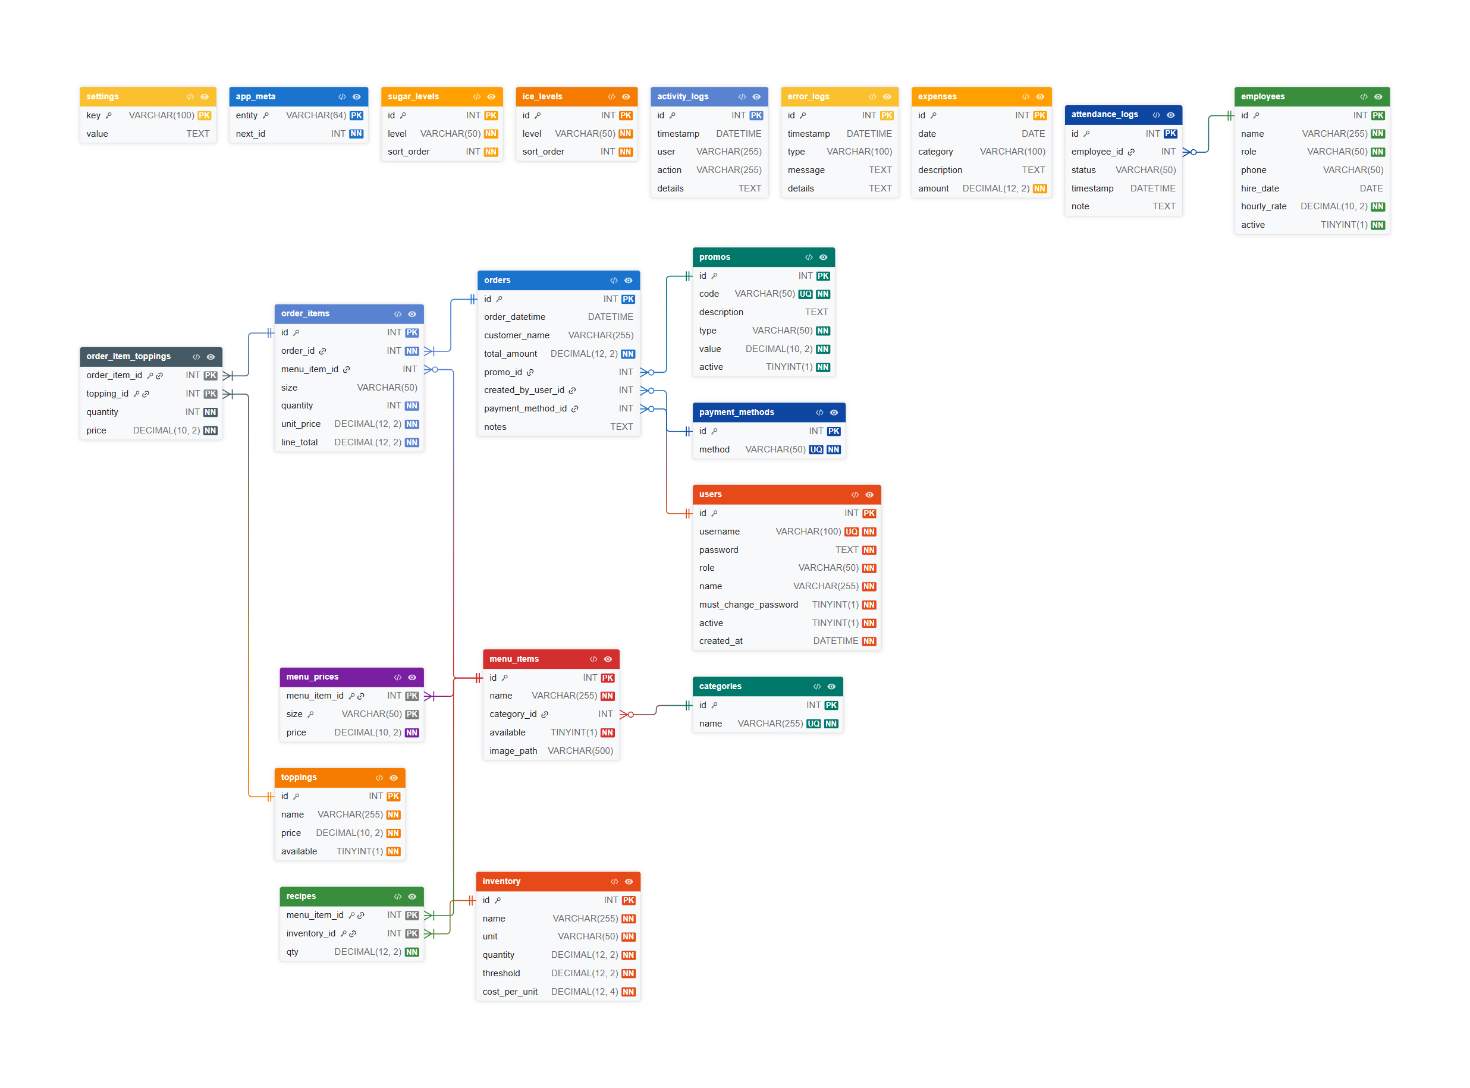 settings
key VARCHAR(100) PK
value TEXT
app_meta
entity VARCHAR(64) PK
next_id INT NN
sugar_levels
id INT PK
level VARCHAR(50) NN
sort_order INT NN
ice_levels
id INT PK
level VARCHAR(50) NN
sort_order INT NN
activity_logs
id INT PK
timestamp DATETIME
user VARCHAR(255)
action VARCHAR(255)
details TEXT
error_logs
id INT PK
timestamp DATETIME
type VARCHAR(100)
message TEXT
details TEXT
expenses
id INT PK
date DATE
category VARCHAR(100)
description TEXT
amount DECIMAL(12, 2) NN
attendance_logs
id INT PK
employee_id INT
status VARCHAR(50)
timestamp DATETIME
note TEXT
employees
id INT PK
name VARCHAR(255) NN
role VARCHAR(50) NN
phone VARCHAR(50)
hire_date DATE
hourly_rate DECIMAL(10, 2) NN
active TINYINT(1) NN
promos
id INT PK
code VARCHAR(50) UQ NN
description TEXT
type VARCHAR(50) NN
value DECIMAL(10, 2) NN
active TINYINT(1) NN
orders
id INT PK
order_datetime DATETIME
customer_name VARCHAR(255)
total_amount DECIMAL(12, 2) NN
promo_id INT
created_by_user_id INT
payment_method_id INT
notes TEXT
order_items
id INT PK
order_id INT NN
menu_item_id INT
size VARCHAR(50)
quantity INT NN
unit_price DECIMAL(12, 2) NN
line_total DECIMAL(12, 2) NN
order_item_toppings
order_item_id INT PK
topping_id INT PK
quantity INT NN
price DECIMAL(10, 2) NN
payment_methods
id INT PK
method VARCHAR(50) UQ NN
users
id INT PK
username VARCHAR(100) UQ NN
password TEXT NN
role VARCHAR(50) NN
name VARCHAR(255) NN
must_change_password TINYINT(1) NN
active TINYINT(1) NN
created_at DATETIME NN
menu_items
id INT PK
name VARCHAR(255) NN
category_id INT
available TINYINT(1) NN
image_path VARCHAR(500)
categories
id INT PK
name VARCHAR(255) UQ NN
menu_prices
menu_item_id INT PK
size VARCHAR(50) PK
price DECIMAL(10, 2) NN
toppings
id INT PK
name VARCHAR(255) NN
price DECIMAL(10, 2) NN
available TINYINT(1) NN
recipes
menu_item_id INT PK
inventory_id INT PK
qty DECIMAL(12, 2) NN
inventory
id INT PK
name VARCHAR(255) NN
unit VARCHAR(50) NN
quantity DECIMAL(12, 2) NN
threshold DECIMAL(12, 2) NN
cost_per_unit DECIMAL(12, 4) NN